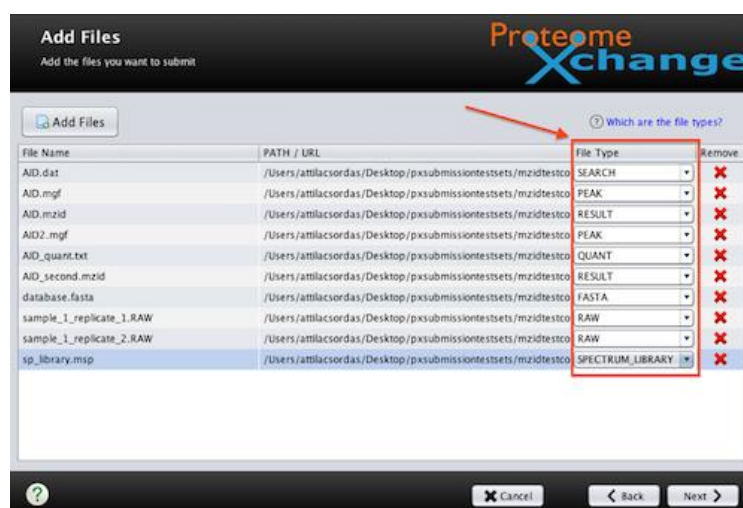 Add Files
Add the files you want to submit
Proteome
Xchange
Add Files
Which are the file types?
File Name PATH / URL File Type Remove
AID.dat /Users/attilacsordas/Desktop/pxsubmissiontestsets/mzidtestco SEARCH
AID.mgf /Users/attilacsordas/Desktop/pxsubmissiontestsets/mzidtestco PEAK
AID.mzid /Users/attilacsordas/Desktop/pxsubmissiontestsets/mzidtestco RESULT
AID2.mgf /Users/attilacsordas/Desktop/pxsubmissiontestsets/mzidtestco PEAK
AID_quant.txt /Users/attilacsordas/Desktop/pxsubmissiontestsets/mzidtestco QUANT
AID_second.mzid /Users/attilacsordas/Desktop/pxsubmissiontestsets/mzidtestco RESULT
database.fasta /Users/attilacsordas/Desktop/pxsubmissiontestsets/mzidtestco FASTA
sample_1_replicate_1.RAW /Users/attilacsordas/Desktop/pxsubmissiontestsets/mzidtestco RAW
sample_1_replicate_2.RAW /Users/attilacsordas/Desktop/pxsubmissiontestsets/mzidtestco RAW
sp_library.msp /Users/attilacsordas/Desktop/pxsubmissiontestsets/mzidtestco SPECTRUM_LIBRARY
? Cancel Back Next